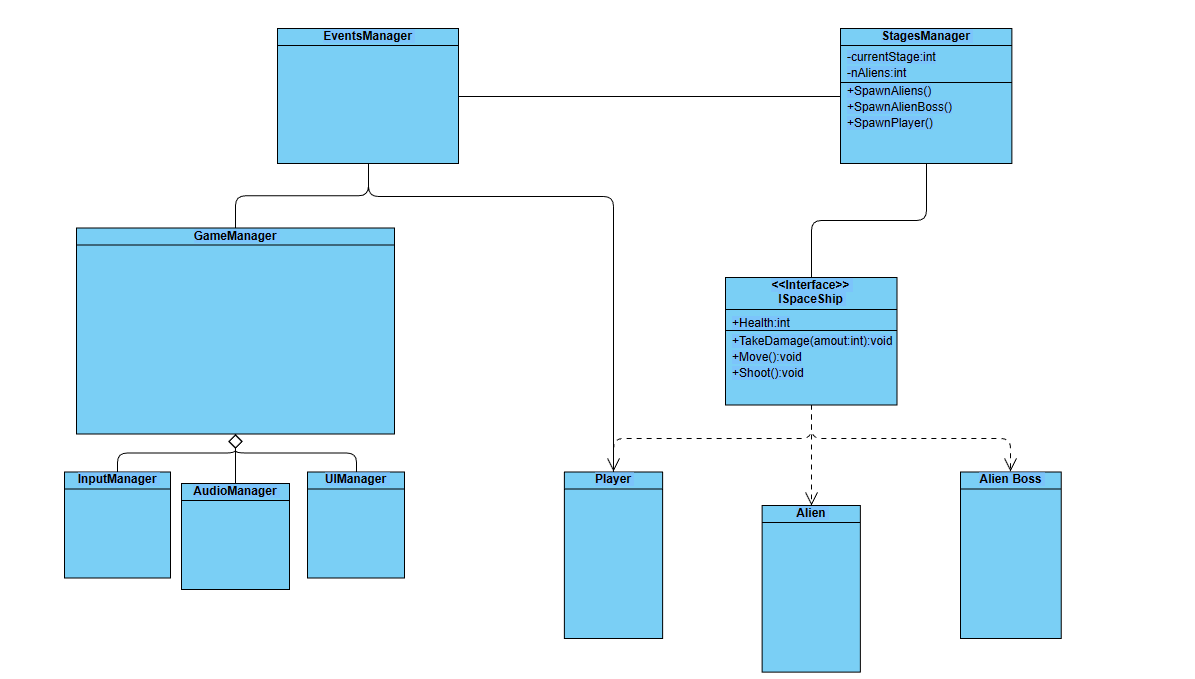 EventsManager
StagesManager
-currentStage:int
-nAliens:int
+SpawnAliens()
+SpawnAlienBoss()
+SpawnPlayer()
GameManager
<<Interface>>
ISpaceShip
+Health:int
+TakeDamage(amout:int):void
+Move():void
+Shoot():void
InputManager
AudioManager
UIManager
Player
Alien
Alien Boss